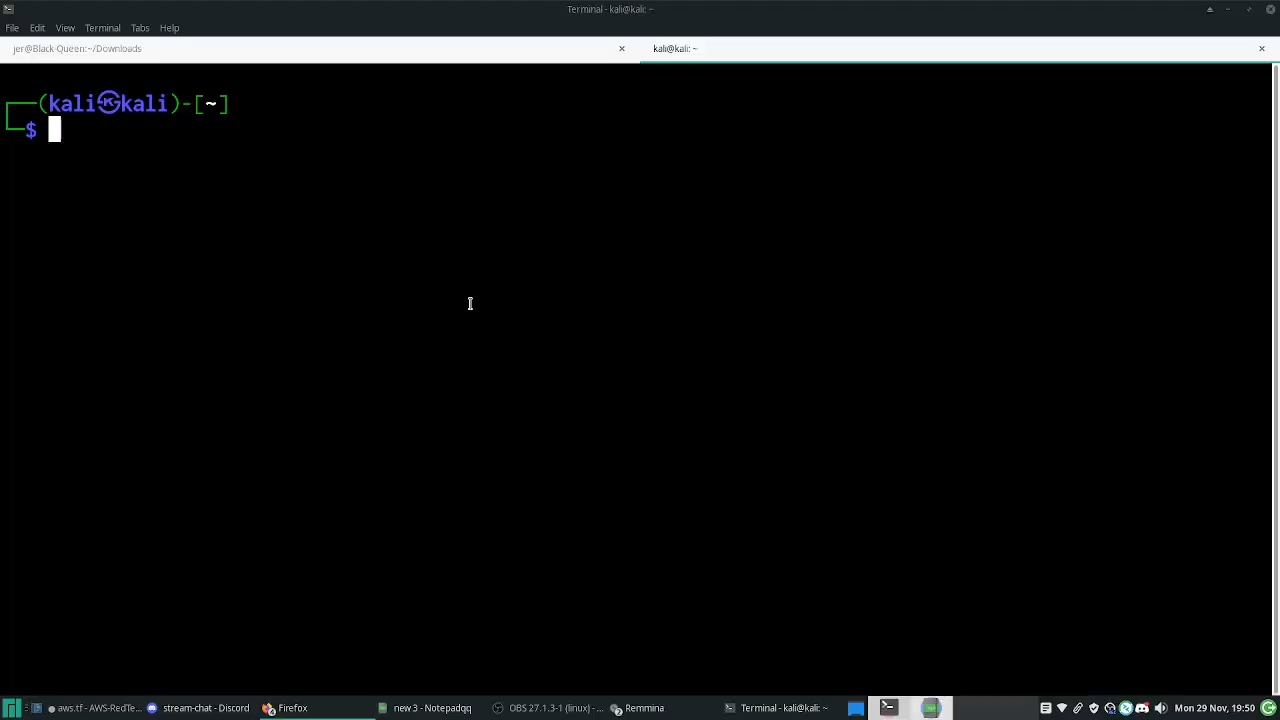 Terminal - kali@kali: ~
File Edit View Terminal Tabs Help
jer@Black-Queen:~/Downloads
kali@kali: ~
(kali㉿kali)-[~]
$
aws.tf - AWS-RedTe... stream-chat - Discord Firefox new 3 - Notepadqq OBS 27.1.3-1 (linux) - ... Remmina Terminal - kali@kali: ~ Mon 29 Nov, 19:50